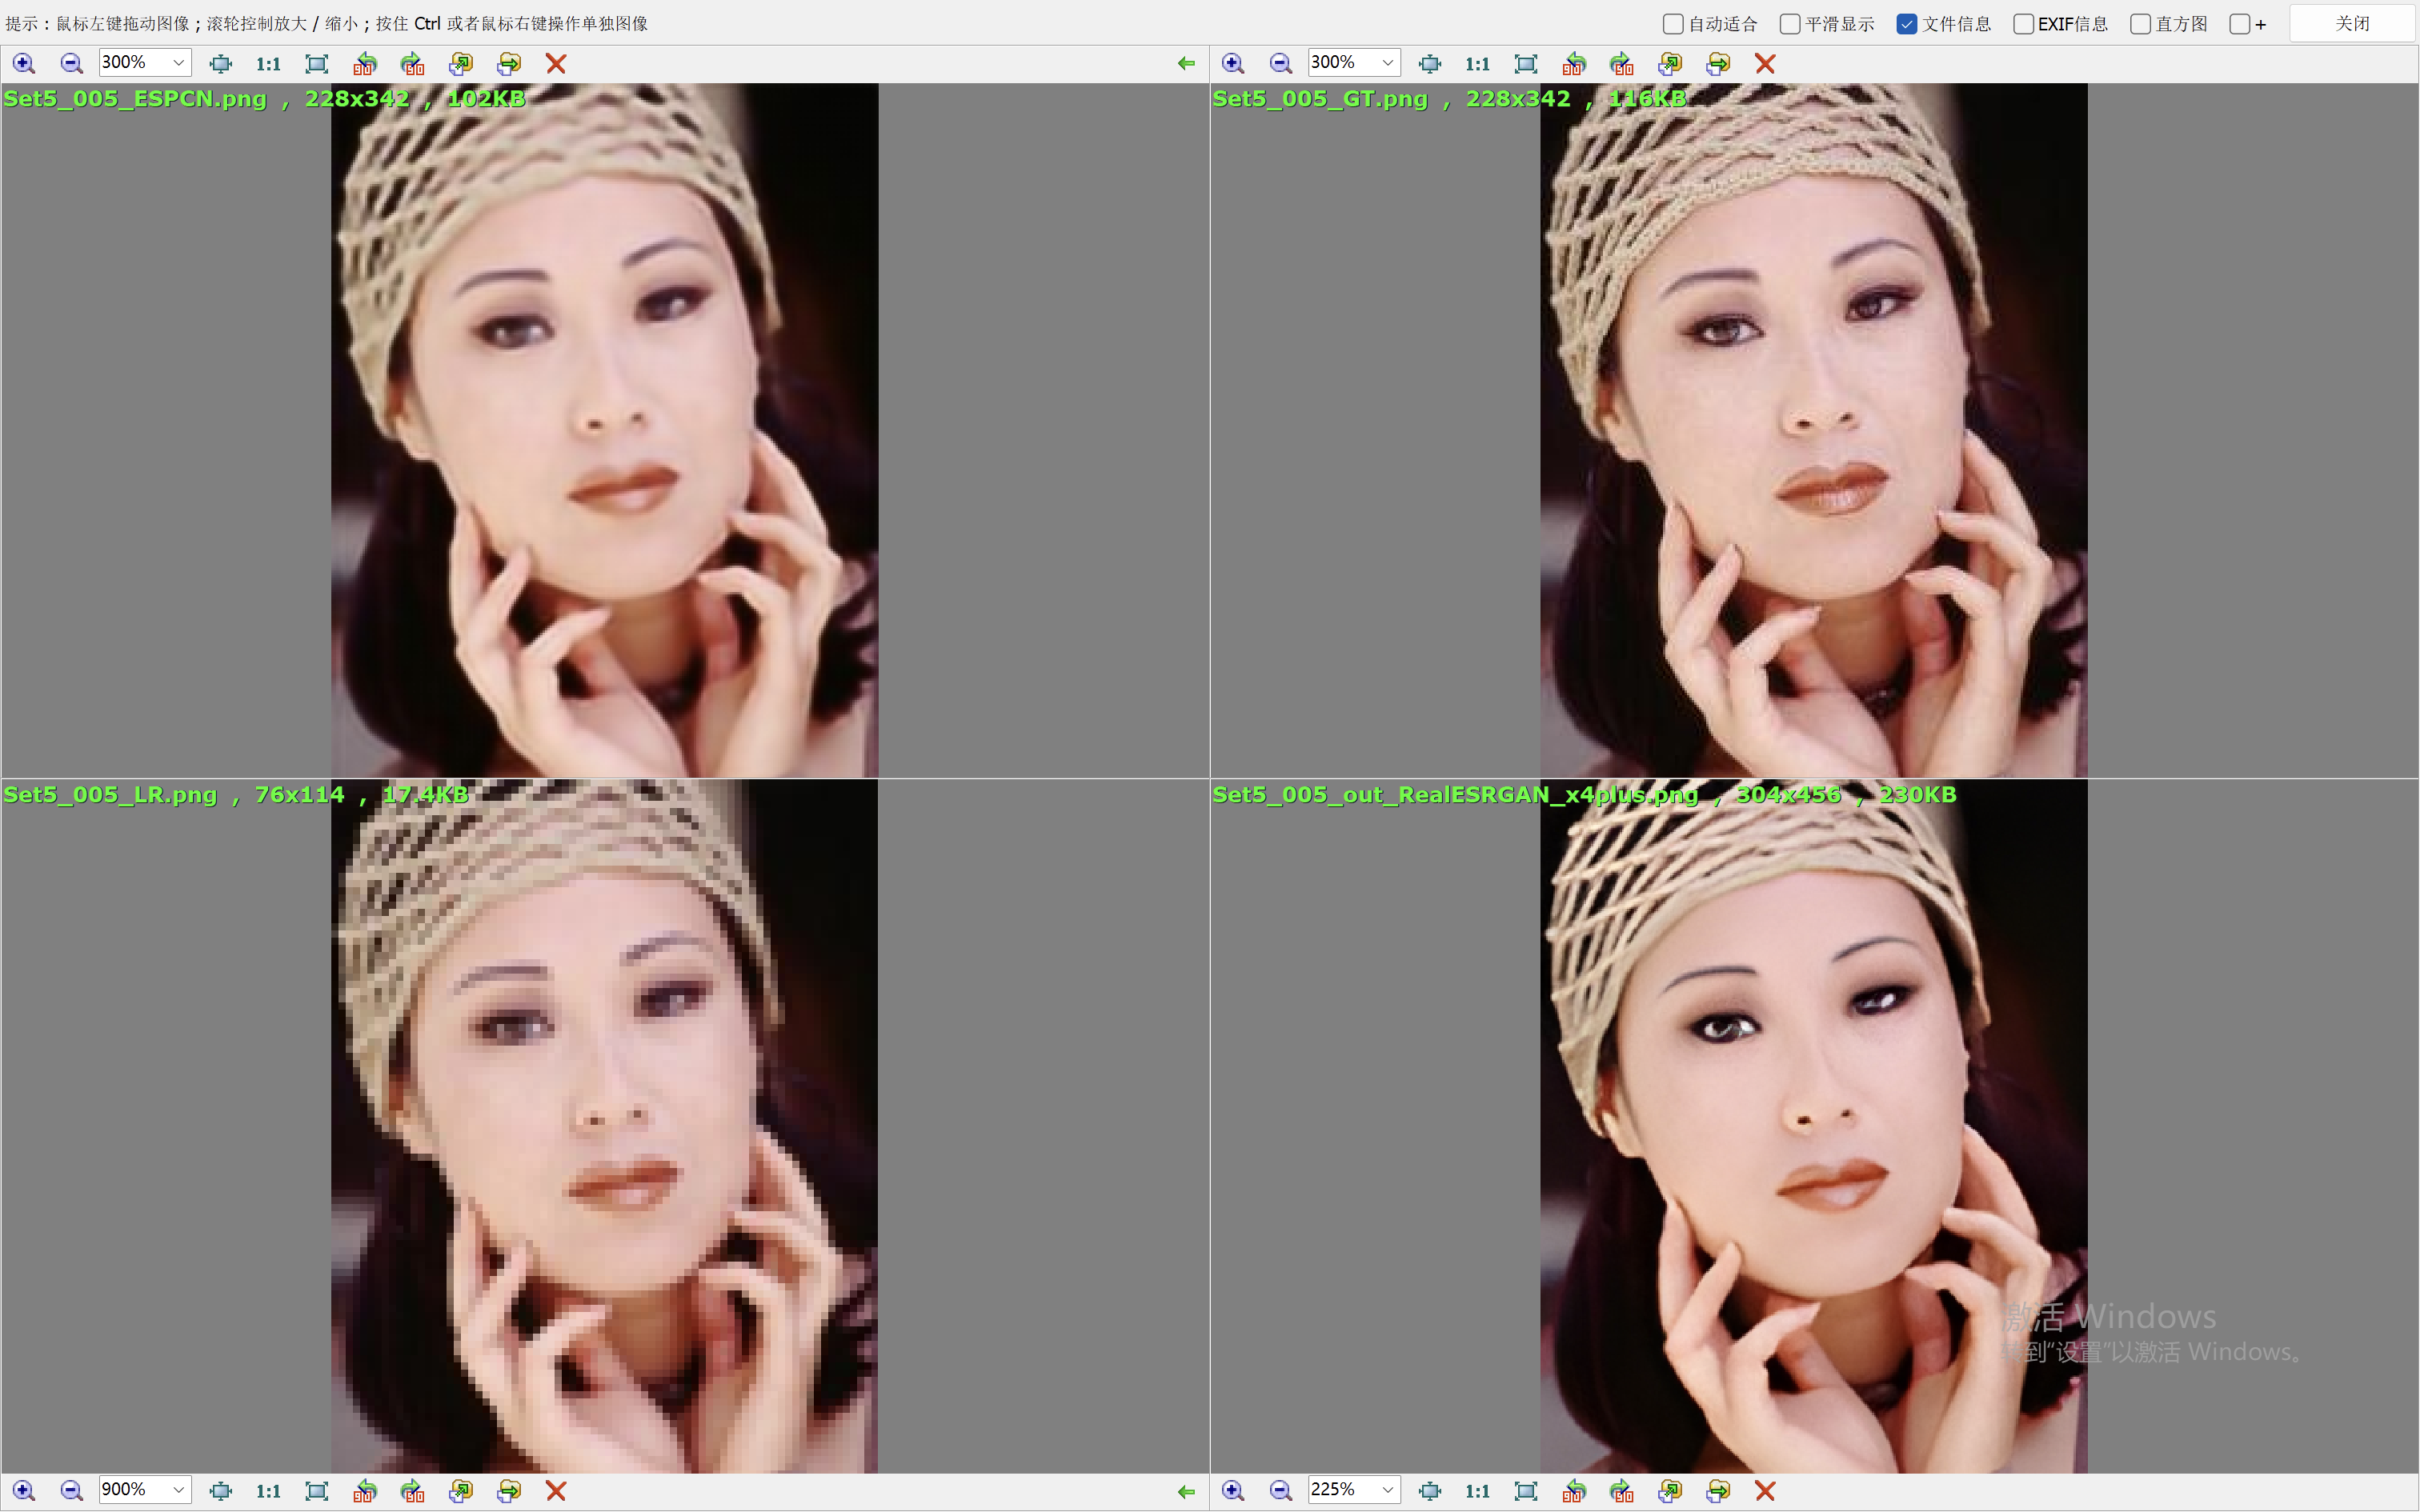 提示：鼠标左键拖动图像；滚轮控制放大 / 缩小；按住 Ctrl 或者鼠标右键操作单独图像
自动适合 平滑显示 文件信息 EXIF信息 直方图 + 关闭
300% 1:1 300% 1:1
Set5_005_ESPCN.png , 228x342 , 102KB
Set5_005_GT.png , 228x342 , 116KB
Set5_005_LR.png , 76x114 , 17.4KB
Set5_005_out_RealESRGAN_x4plus.png , 304x456 , 230KB
激活 Windows
转到“设置”以激活 Windows。
900% 1:1 225% 1:1